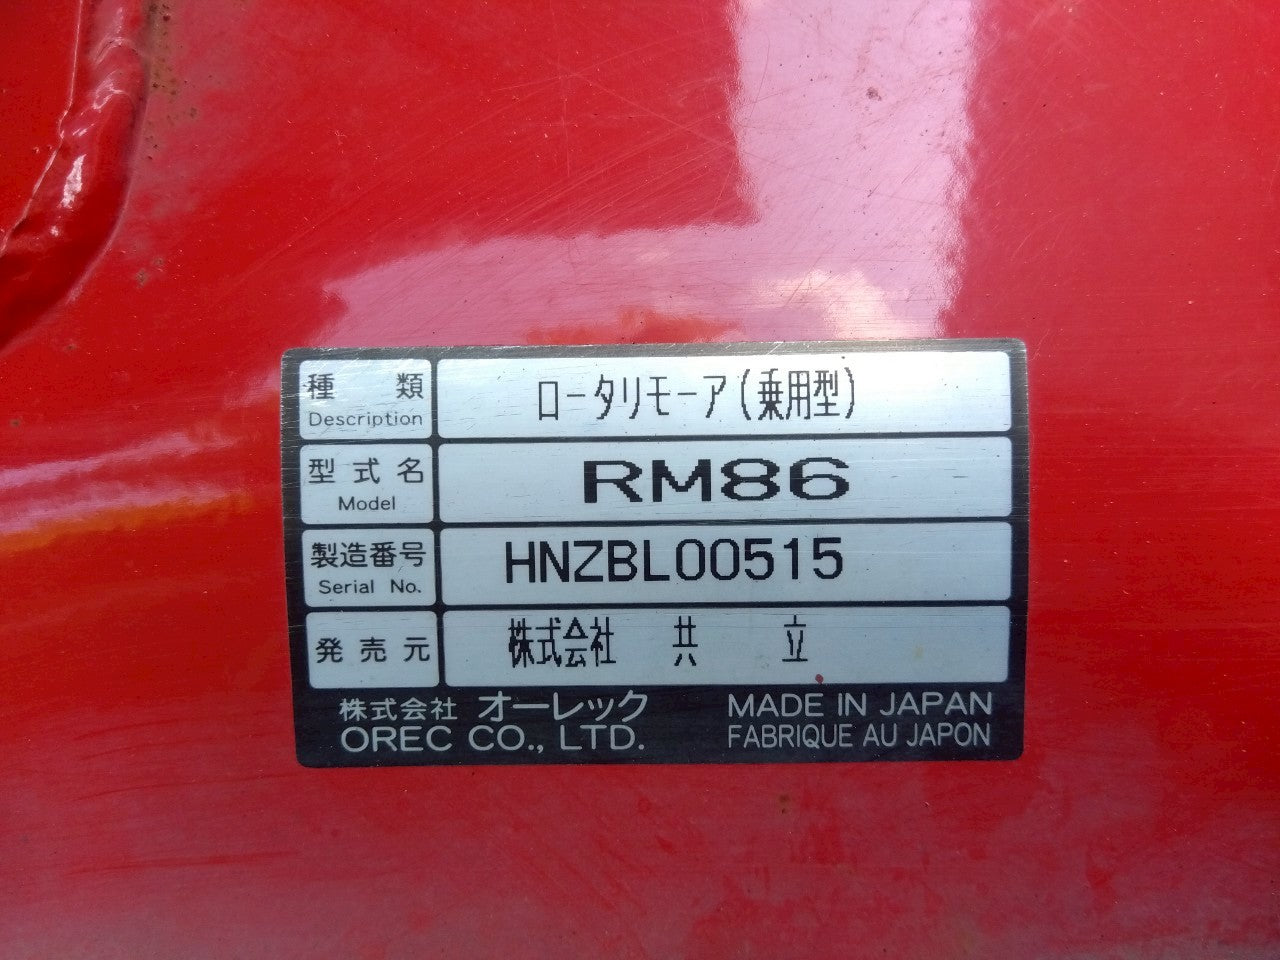 種類 ロータリモーア(乗用型)
Description
型式名 RM86
Model
製造番号 HNZBL00515
Serial No.
発売元 株式会社 共立
株式会社 オーレック MADE IN JAPAN
OREC CO., LTD. FABRIQUE AU JAPON